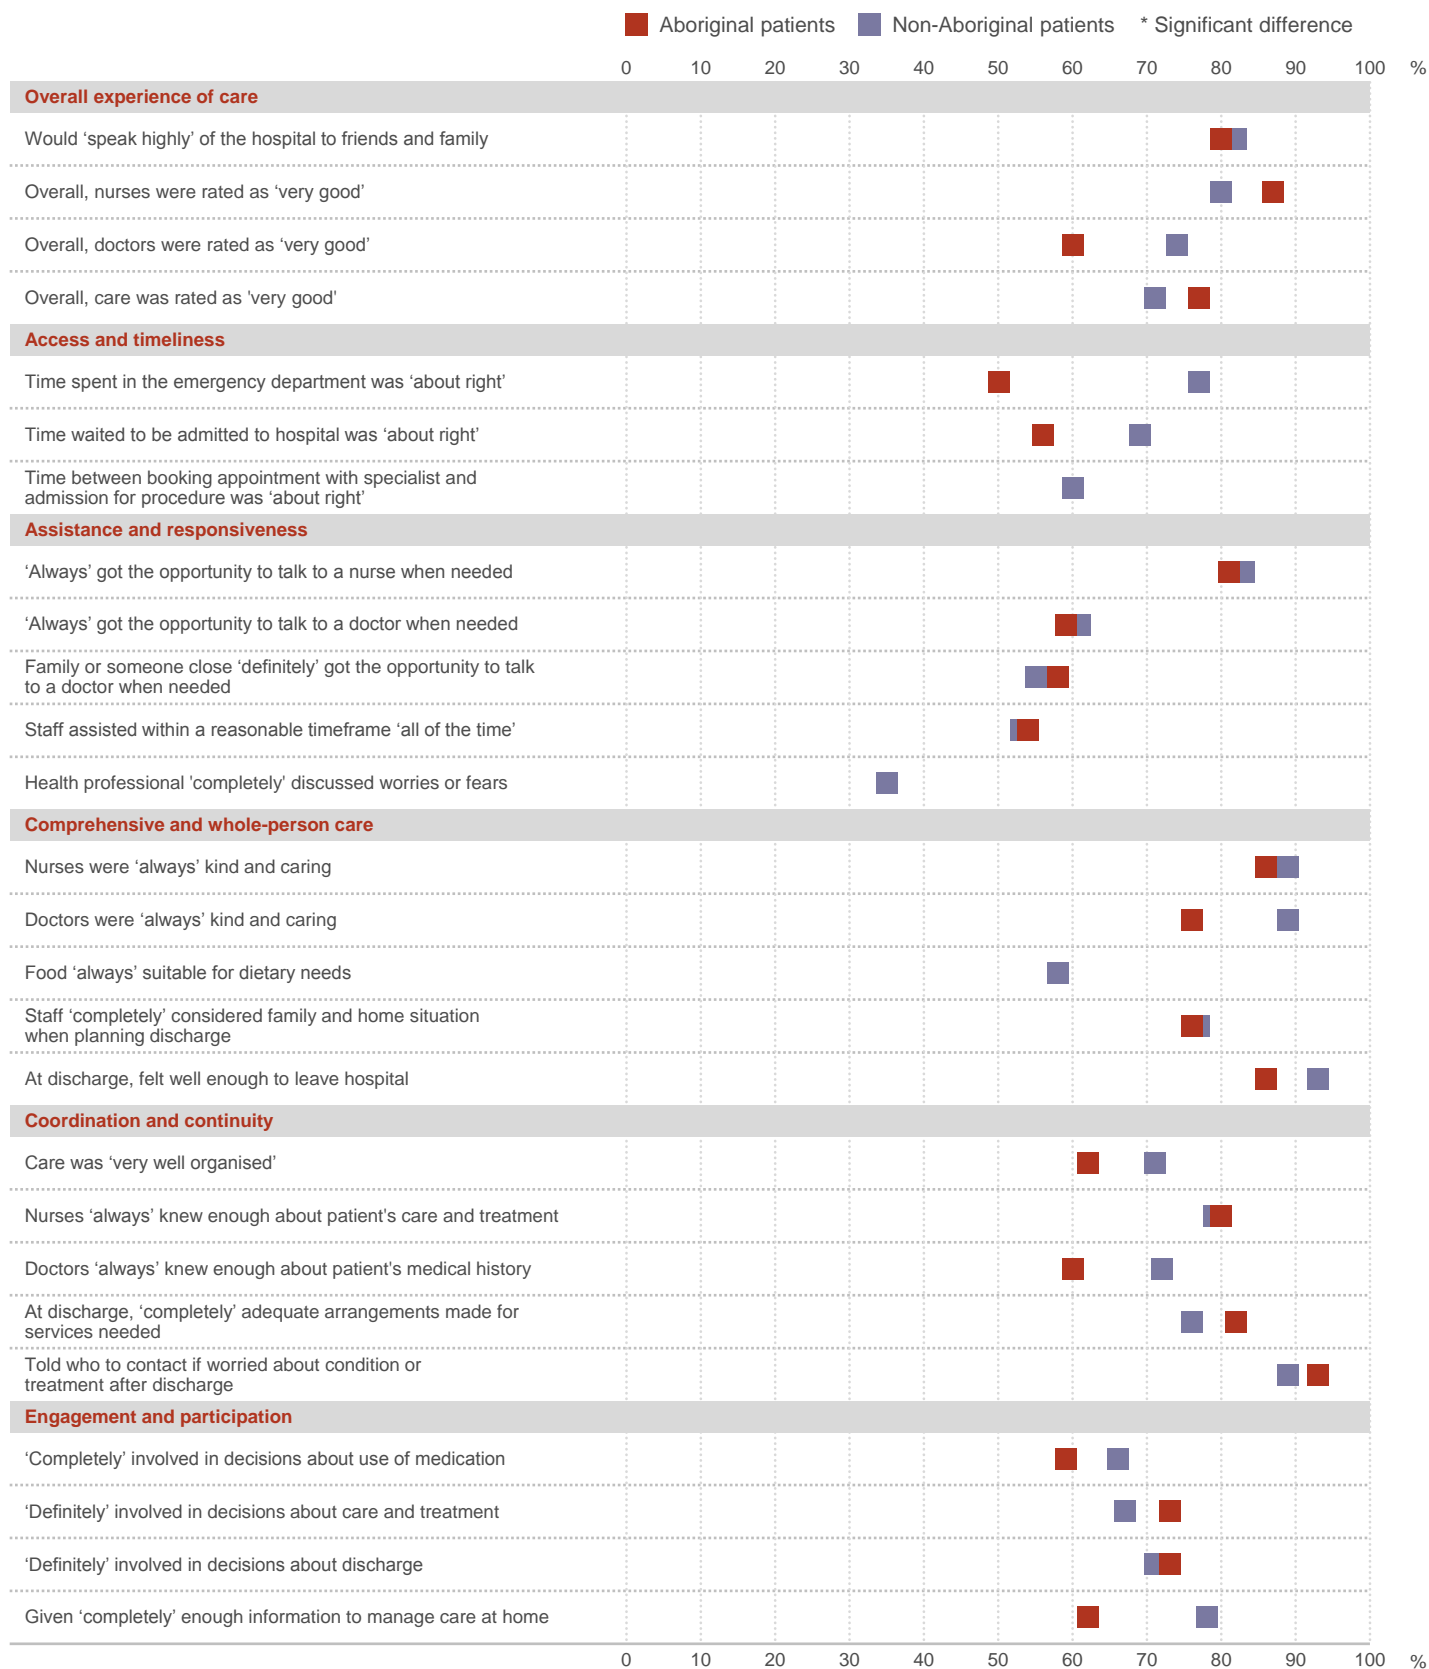 Aboriginal patients Non-Aboriginal patients * Significant difference
0 10 20 30 40 50 60 70 80 90 100 %
Overall experience of care
Would ‘speak highly’ of the hospital to friends and family
Overall, nurses were rated as ‘very good’
Overall, doctors were rated as ‘very good’
Overall, care was rated as 'very good'
Access and timeliness
Time spent in the emergency department was ‘about right’
Time waited to be admitted to hospital was ‘about right’
Time between booking appointment with specialist and
admission for procedure was ‘about right’
Assistance and responsiveness
‘Always’ got the opportunity to talk to a nurse when needed
‘Always’ got the opportunity to talk to a doctor when needed
Family or someone close ‘definitely’ got the opportunity to talk
to a doctor when needed
Staff assisted within a reasonable timeframe ‘all of the time’
Health professional 'completely' discussed worries or fears
Comprehensive and whole-person care
Nurses were ‘always’ kind and caring
Doctors were ‘always’ kind and caring
Food ‘always’ suitable for dietary needs
Staff ‘completely’ considered family and home situation
when planning discharge
At discharge, felt well enough to leave hospital
Coordination and continuity
Care was ‘very well organised’
Nurses ‘always’ knew enough about patient's care and treatment
Doctors ‘always’ knew enough about patient's medical history
At discharge, ‘completely’ adequate arrangements made for
services needed
Told who to contact if worried about condition or
treatment after discharge
Engagement and participation
‘Completely’ involved in decisions about use of medication
‘Definitely’ involved in decisions about care and treatment
‘Definitely’ involved in decisions about discharge
Given ‘completely’ enough information to manage care at home
0 10 20 30 40 50 60 70 80 90 100 %